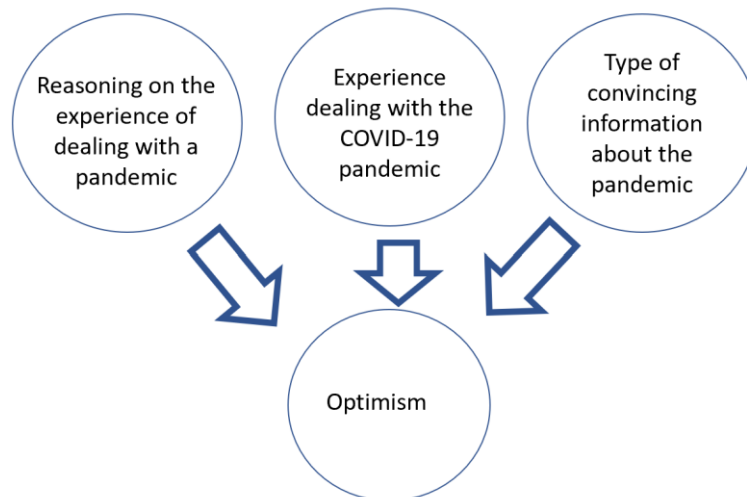 Reasoning on the
experience of
dealing with a
pandemic
Experience
dealing with the
COVID-19
pandemic
Type of
convincing
information
about the
pandemic
Optimism